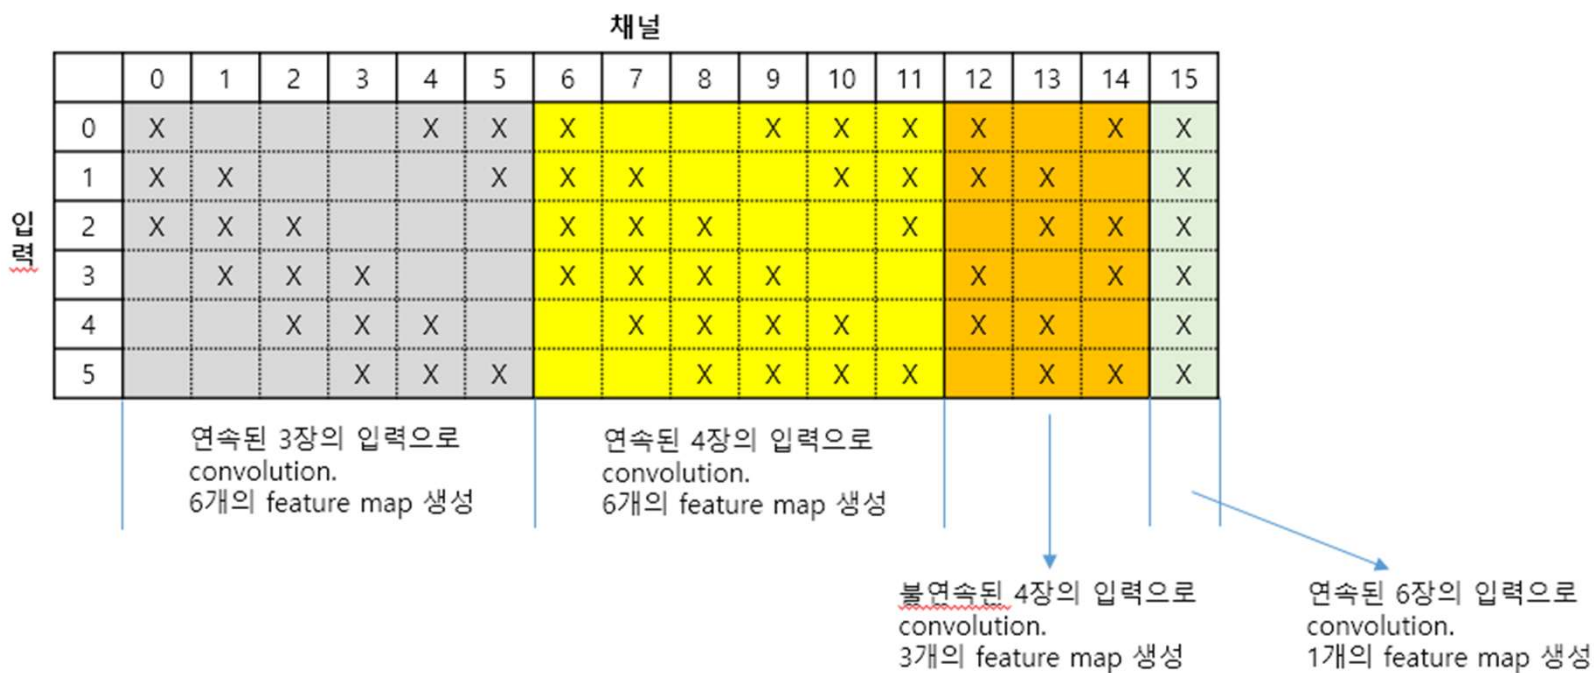 채널
0 1 2 3 4 5 6 7 8 9 10 11 12 13 14 15
0 X X X X X X X X X X
1 X X X X X X X X X X
2 X X X X X X X X X X
3 X X X X X X X X X X
4 X X X X X X X X X X
5 X X X X X X X X X X
입력
연속된 3장의 입력으로
convolution.
6개의 feature map 생성
연속된 4장의 입력으로
convolution.
6개의 feature map 생성
불연속된 4장의 입력으로
convolution.
3개의 feature map 생성
연속된 6장의 입력으로
convolution.
1개의 feature map 생성